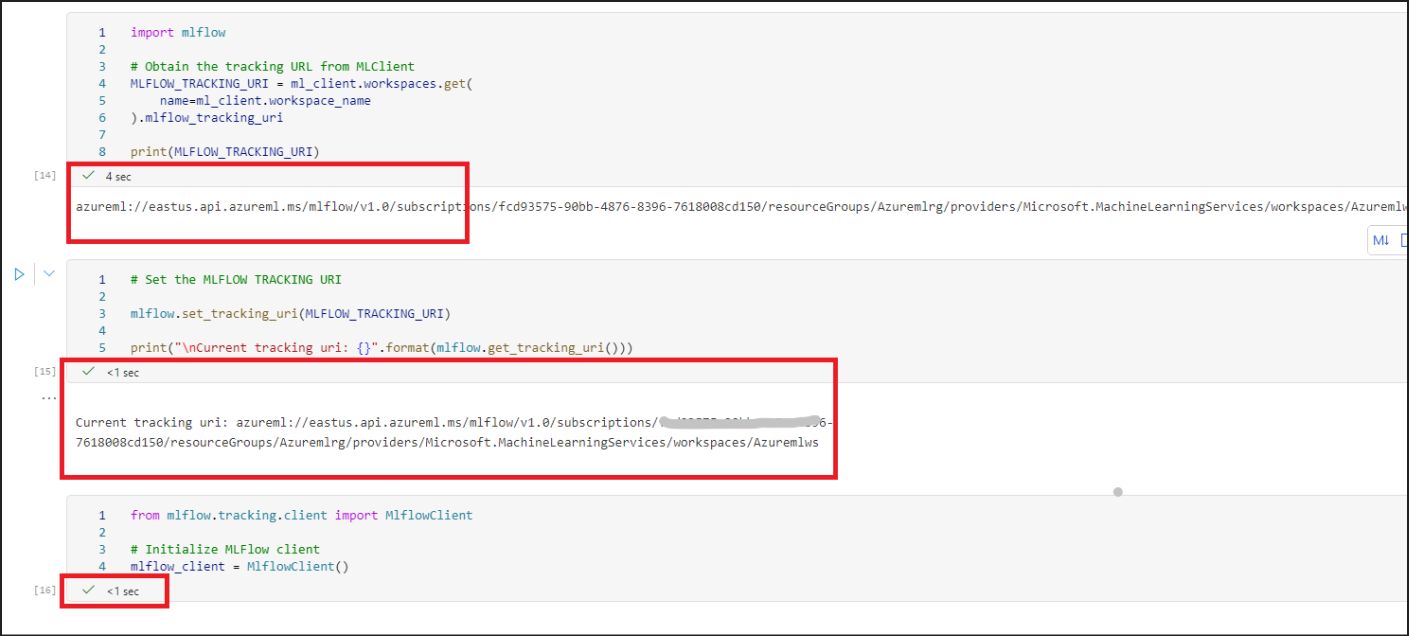 1 import mlflow
2
3 # Obtain the tracking URL from MLClient
4 MLFLOW_TRACKING_URI = ml_client.workspaces.get(
5     name=ml_client.workspace_name
6 ).mlflow_tracking_uri
7
8 print(MLFLOW_TRACKING_URI)
[14] 4 sec
azureml://eastus.api.azureml.ms/mlflow/v1.0/subscriptions/fcd93575-90bb-4876-8396-7618008cd150/resourceGroups/Azuremlrg/providers/Microsoft.MachineLearningServices/workspaces/Azureml
M↓
1 # Set the MLFLOW TRACKING URI
2
3 mlflow.set_tracking_uri(MLFLOW_TRACKING_URI)
4
5 print("\nCurrent tracking uri: {}".format(mlflow.get_tracking_uri()))
[15] <1 sec
...
Current tracking uri: azureml://eastus.api.azureml.ms/mlflow/v1.0/subscriptions/
7618008cd150/resourceGroups/Azuremlrg/providers/Microsoft.MachineLearningServices/workspaces/Azuremlws
1 from mlflow.tracking.client import MlflowClient
2
3 # Initialize MLFlow client
4 mlflow_client = MlflowClient()
[16] <1 sec